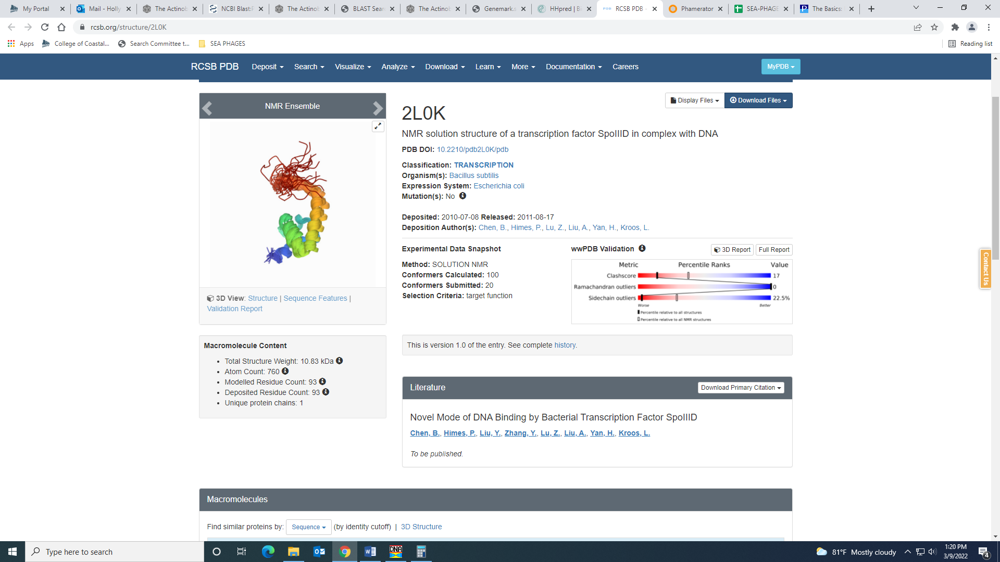 My Portal
Mail - Holly
The Actinob
NCBI Blast:F
The Actinob
BLAST Sear
The Actinob
Genemark.s
HHpred | Bi
RCSB PDB -
Phamerator
SEA-PHAGE
The Basics:
rcsb.org/structure/2L0K
Apps
College of Coastal...
Search Committee t...
SEA PHAGES
Reading list
RCSB PDB Deposit Search Visualize Analyze Download Learn More Documentation Careers MyPDB
NMR Ensemble
Display Files Download Files
2L0K
NMR solution structure of a transcription factor SpoIIID in complex with DNA
PDB DOI: 10.2210/pdb2L0K/pdb
Classification: TRANSCRIPTION
Organism(s): Bacillus subtilis
Expression System: Escherichia coli
Mutation(s): No
Deposited: 2010-07-08 Released: 2011-08-17
Deposition Author(s): Chen, B., Himes, P., Lu, Z., Liu, A., Yan, H., Kroos, L.
Experimental Data Snapshot
Method: SOLUTION NMR
Conformers Calculated: 100
Conformers Submitted: 20
Selection Criteria: target function
wwPDB Validation
3D Report Full Report
Metric Percentile Ranks Value
Clashscore 17
Ramachandran outliers 0
Sidechain outliers 22.5%
Worse Better
Percentile relative to all structures
Percentile relative to all NMR structures
3D View: Structure | Sequence Features |
Validation Report
Contact Us
Macromolecule Content
• Total Structure Weight: 10.83 kDa
• Atom Count: 760
• Modelled Residue Count: 93
• Deposited Residue Count: 93
• Unique protein chains: 1
This is version 1.0 of the entry. See complete history.
Literature
Download Primary Citation
Novel Mode of DNA Binding by Bacterial Transcription Factor SpoIIID
Chen, B., Himes, P., Liu, Y., Zhang, Y., Lu, Z., Liu, A., Yan, H., Kroos, L.
To be published.
Macromolecules
Find similar proteins by: Sequence (by identity cutoff) | 3D Structure
Type here to search
DNA
81°F Mostly cloudy
1:20 PM
3/9/2022
4